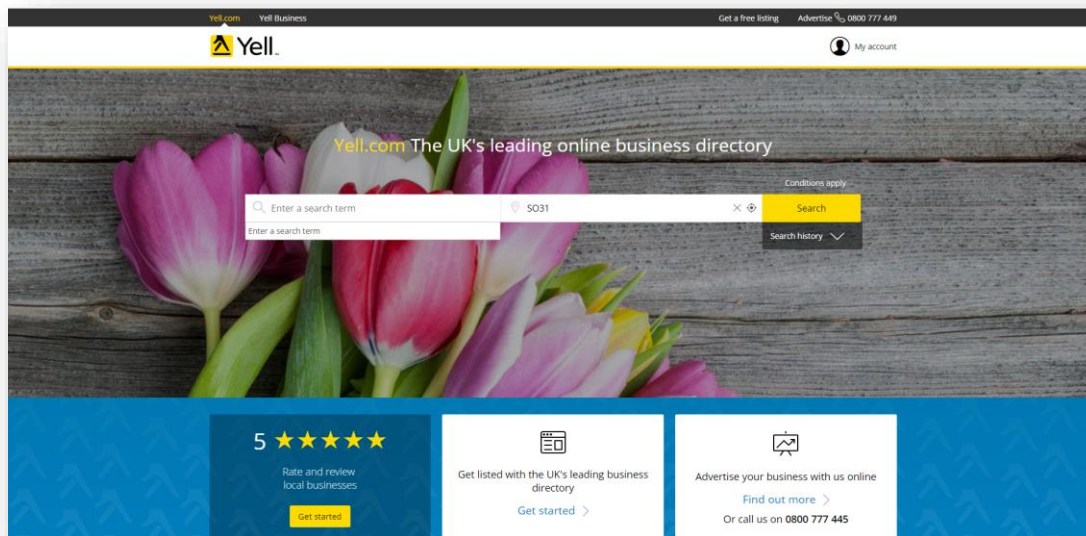 Yell.com Yell Business Get a free listing Advertise 0800 777 449
Yell My account
Yell.com The UK's leading online business directory
Conditions apply
Enter a search term SO31 Search
Enter a search term
Search history
5
Rate and review
local businesses
Get started
Get listed with the UK's leading business
directory
Get started
Advertise your business with us online
Find out more
Or call us on 0800 777 445